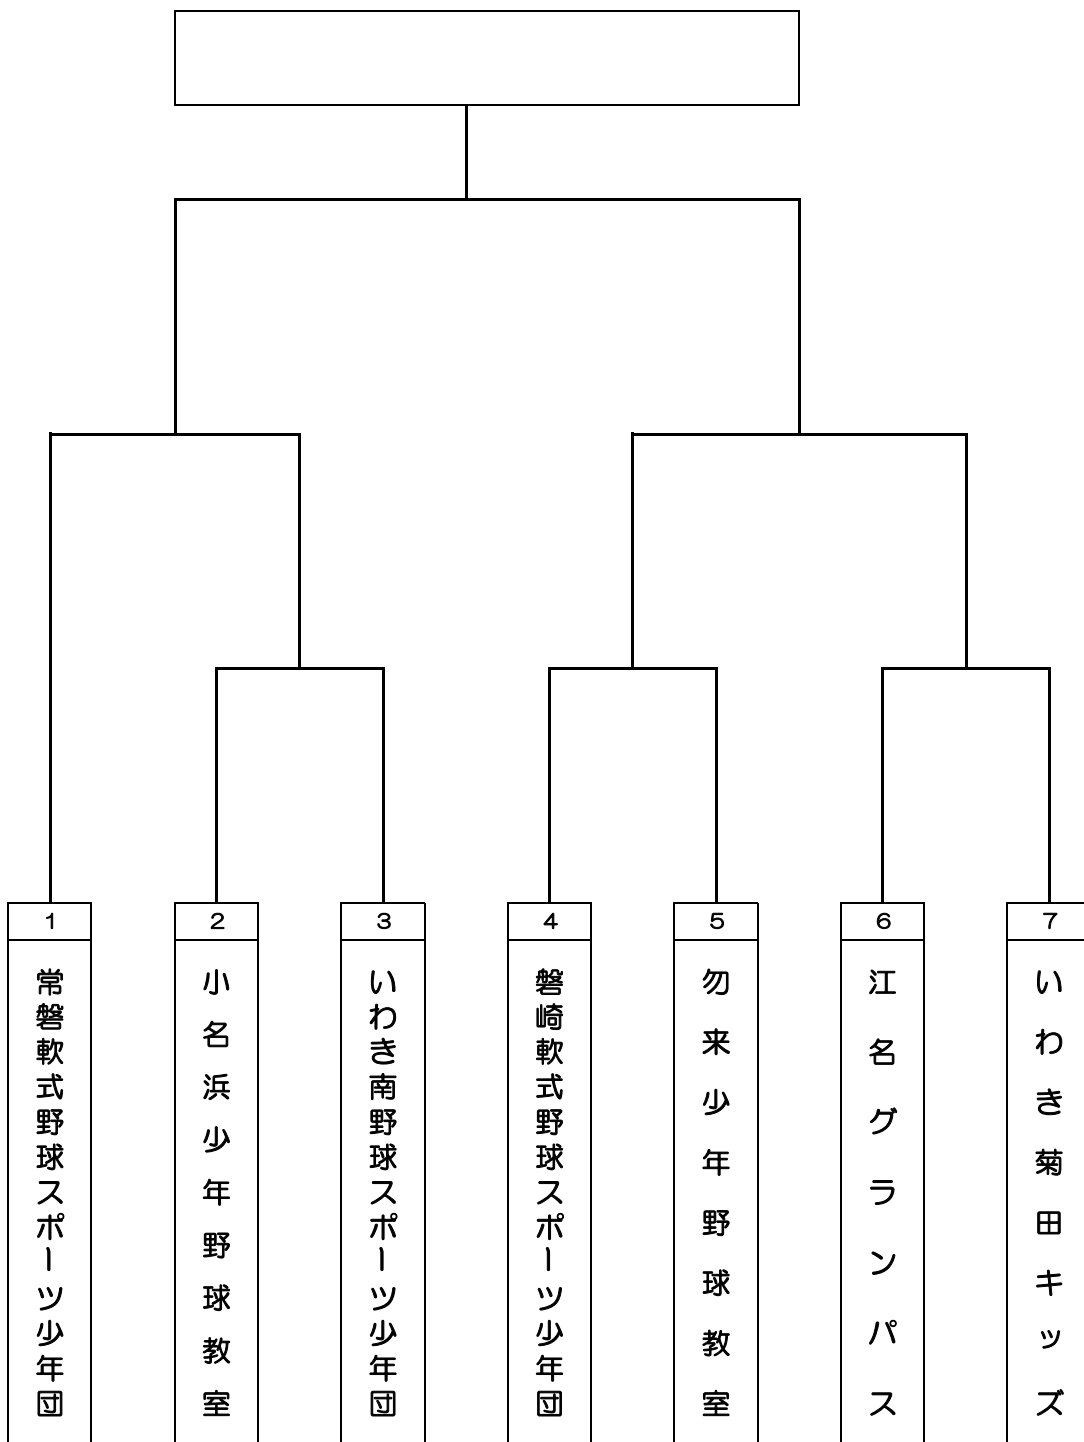 1
常磐軟式野球スポーツ少年団
2
小名浜少年野球教室
3
いわき南野球スポーツ少年団
4
磐崎軟式野球スポーツ少年団
5
勿来少年野球教室
6
江名グランパス
7
いわき菊田キッズ